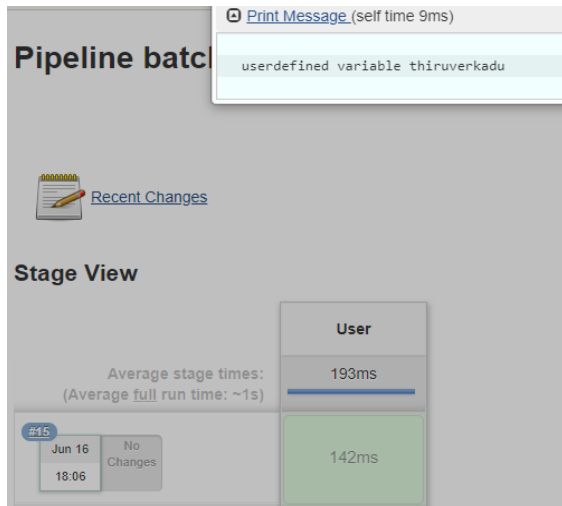 Print Message (self time 9ms)
userdefined variable thiruverkadu
Pipeline batc
Recent Changes
Stage View
User
Average stage times:
193ms
(Average full run time: ~1s)
#15
Jun 16
18:06
No
Changes
142ms